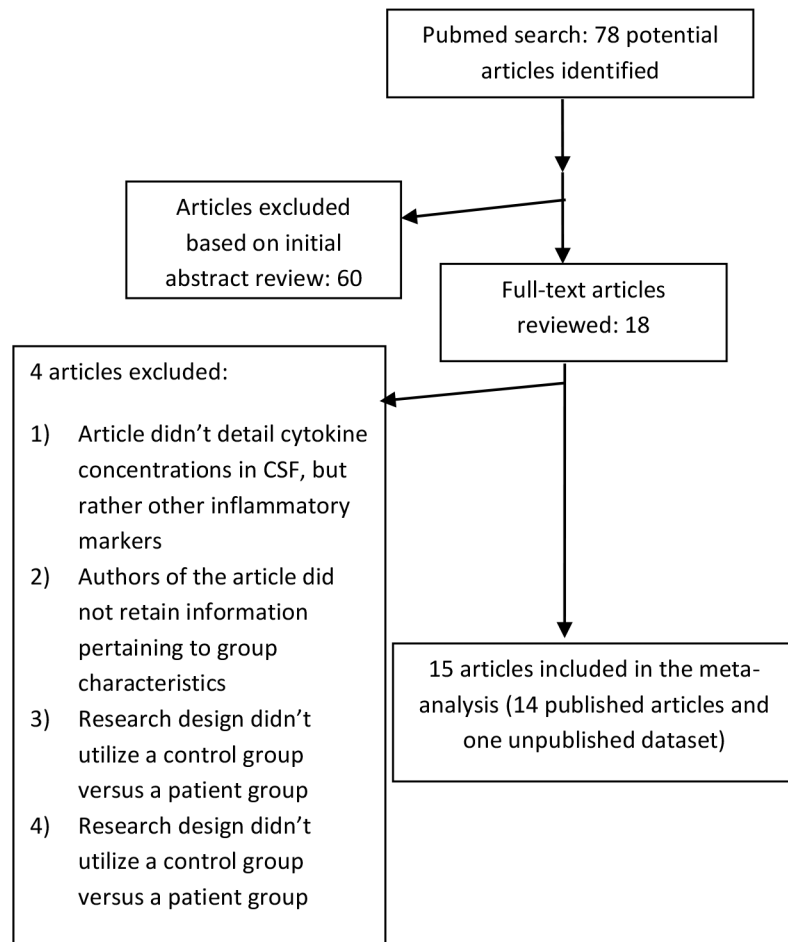 Pubmed search: 78 potential
articles identified
Articles excluded
based on initial
abstract review: 60
Full-text articles
reviewed: 18
4 articles excluded:
1) Article didn’t detail cytokine
concentrations in CSF, but
rather other inflammatory
markers
2) Authors of the article did
not retain information
pertaining to group
characteristics
3) Research design didn’t
utilize a control group
versus a patient group
4) Research design didn’t
utilize a control group
versus a patient group
15 articles included in the meta-
analysis (14 published articles and
one unpublished dataset)